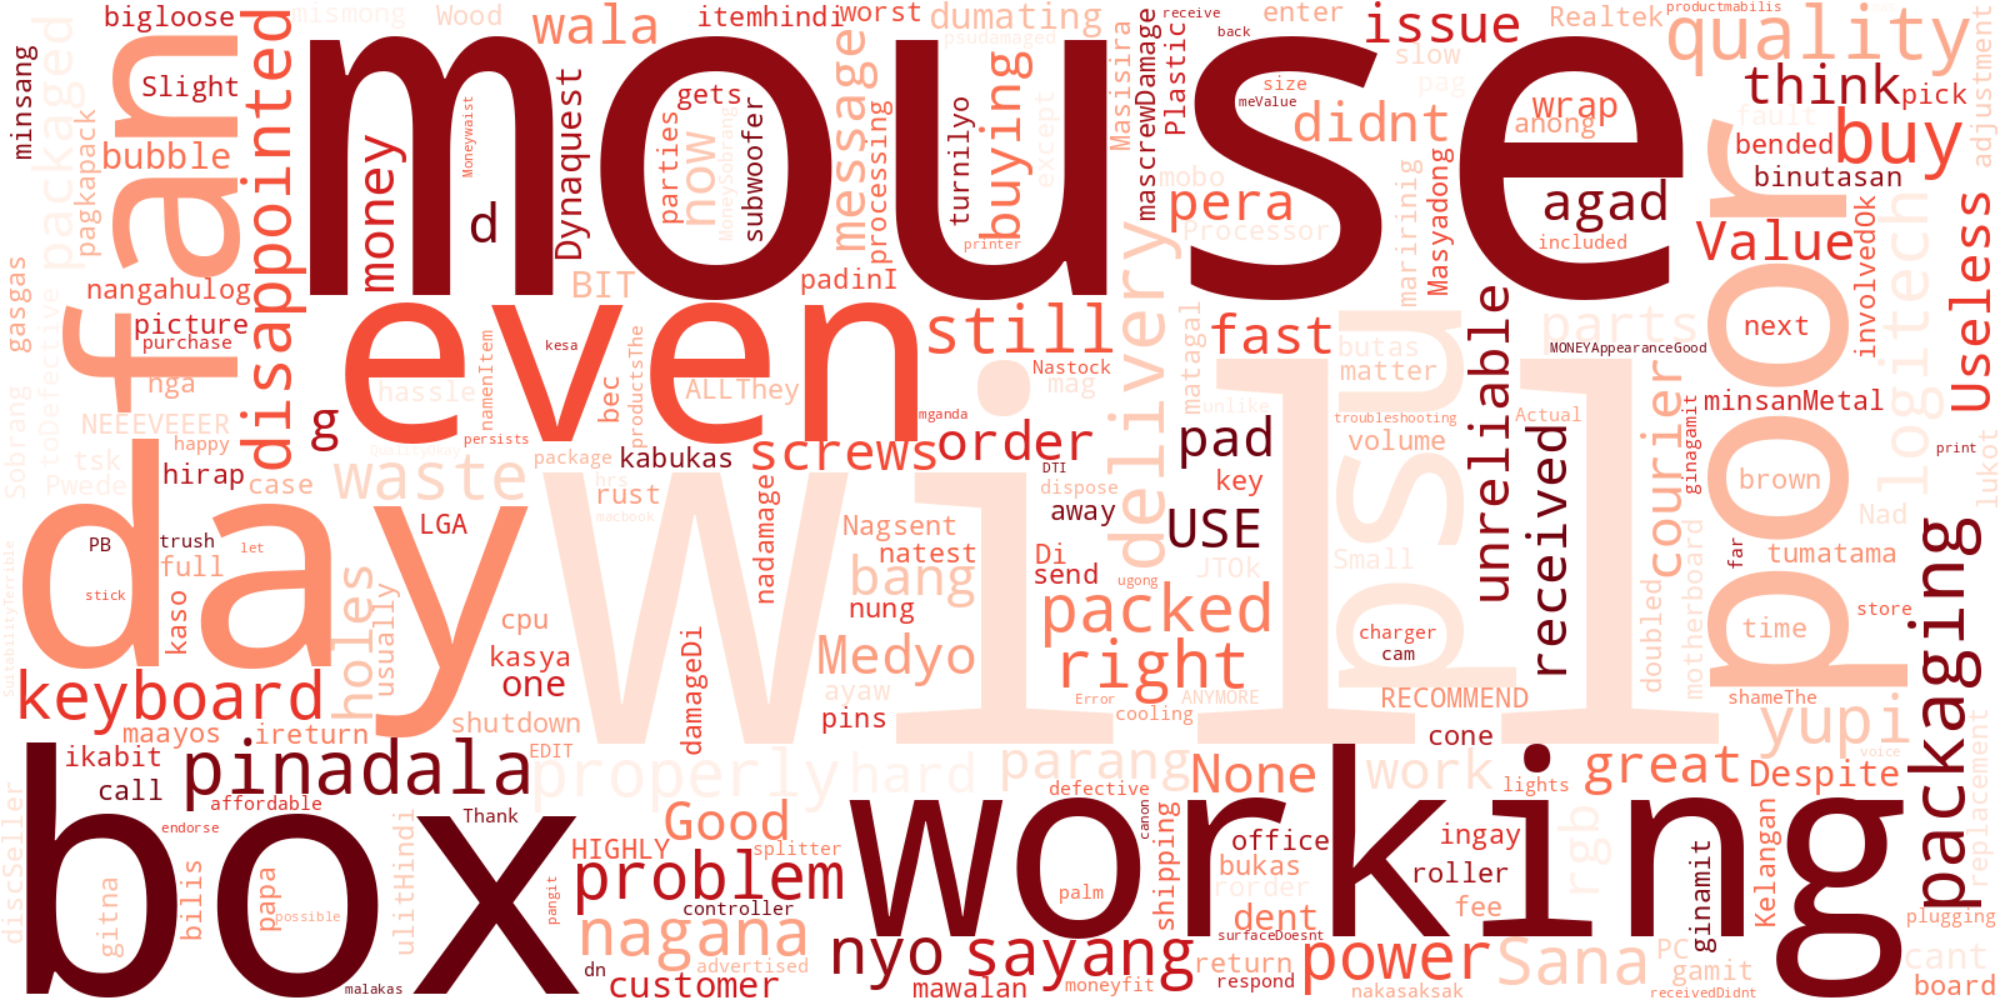 mouse
will
working
box
day
even
poor
fan
psu
bigloose
mismong
Wood
wala
itemhindi
worst
dumating
psudamaged
receive
back
enter
issue
slow
pag
Realtek
productmabilis
quality
minsang
packaged
Slight
disappointed
bubble
pagkapack
nangahulog
gasgas
picture
purchase
nga
toDefective
money
Moneywaist
d
Dynaquest
BIT
parties
gets
now
MoneySobrang
subwoofer
message
processing
padinI
turnilyo
buying
printer
except
Masisira
mascrewDamage
Plastic
mobo
pera
Processor
size
meValue
didnt
wrap
anong
agad
included
maririnig
Masyadong
think
pick
fault
bended
buy
binutasan
adjustment
Value
involvedOk
logitech
Useless
next
kesa
still
Nastock
mag
delivery
matagal
fast
butas
matter
unlike
troubleshooting
volume
unreliable
parts
MONEYAppearanceGood
Actual
received
courier
minsanMetal
ginagamit
brown
Nad
lukot
print
Sobrang
NEEEVEEER
happy
tsk
Pwede
hirap
case
g
hassle
namenItem
persists
QualityOkay
package
bec
productsThe
ALLThey
kabukas
hrs
rust
macbook
screws
order
mganda
DTI
dispose
away
pad
key
USE
waste
LGA
PB
trush
let
full
stick
kaso
holes
usually
cpu
kasya
one
nadamage
Nagsent
natest
bang
nung
Medyo
ayaw
pins
Di
send
ugong
JTOk
packed
right
Error
ANYMORE
cooling
Small
charger
cam
RECOMMEND
doubled
motherboard
far
tumatama
time
store
shameThe
packaging
SuitabilityTerrible
keyboard
maayos
ireturn
shutdown
damageDi
EDIT
properly
hard
parang
cone
yupi
voice
replacement
ikabit
call
pinadala
affordable
Thank
endorse
discSeller
gitna
bilis
papa
possible
ulitHindi
malakas
HIGHLY
Good
splitter
problem
pangit
controller
nagana
dn
advertised
customer
defective
None
work
lights
great
Despite
canon
shipping
palm
office
bukas
rorder
dent
surfaceDoesnt
ingay
roller
fee
rgb
ginamit
Kelangan
plugging
nyo
sayang
mawalan
moneyfit
return
respond
power
nakasaksak
Sana
PC
gamit
receivedDidnt
cant
board